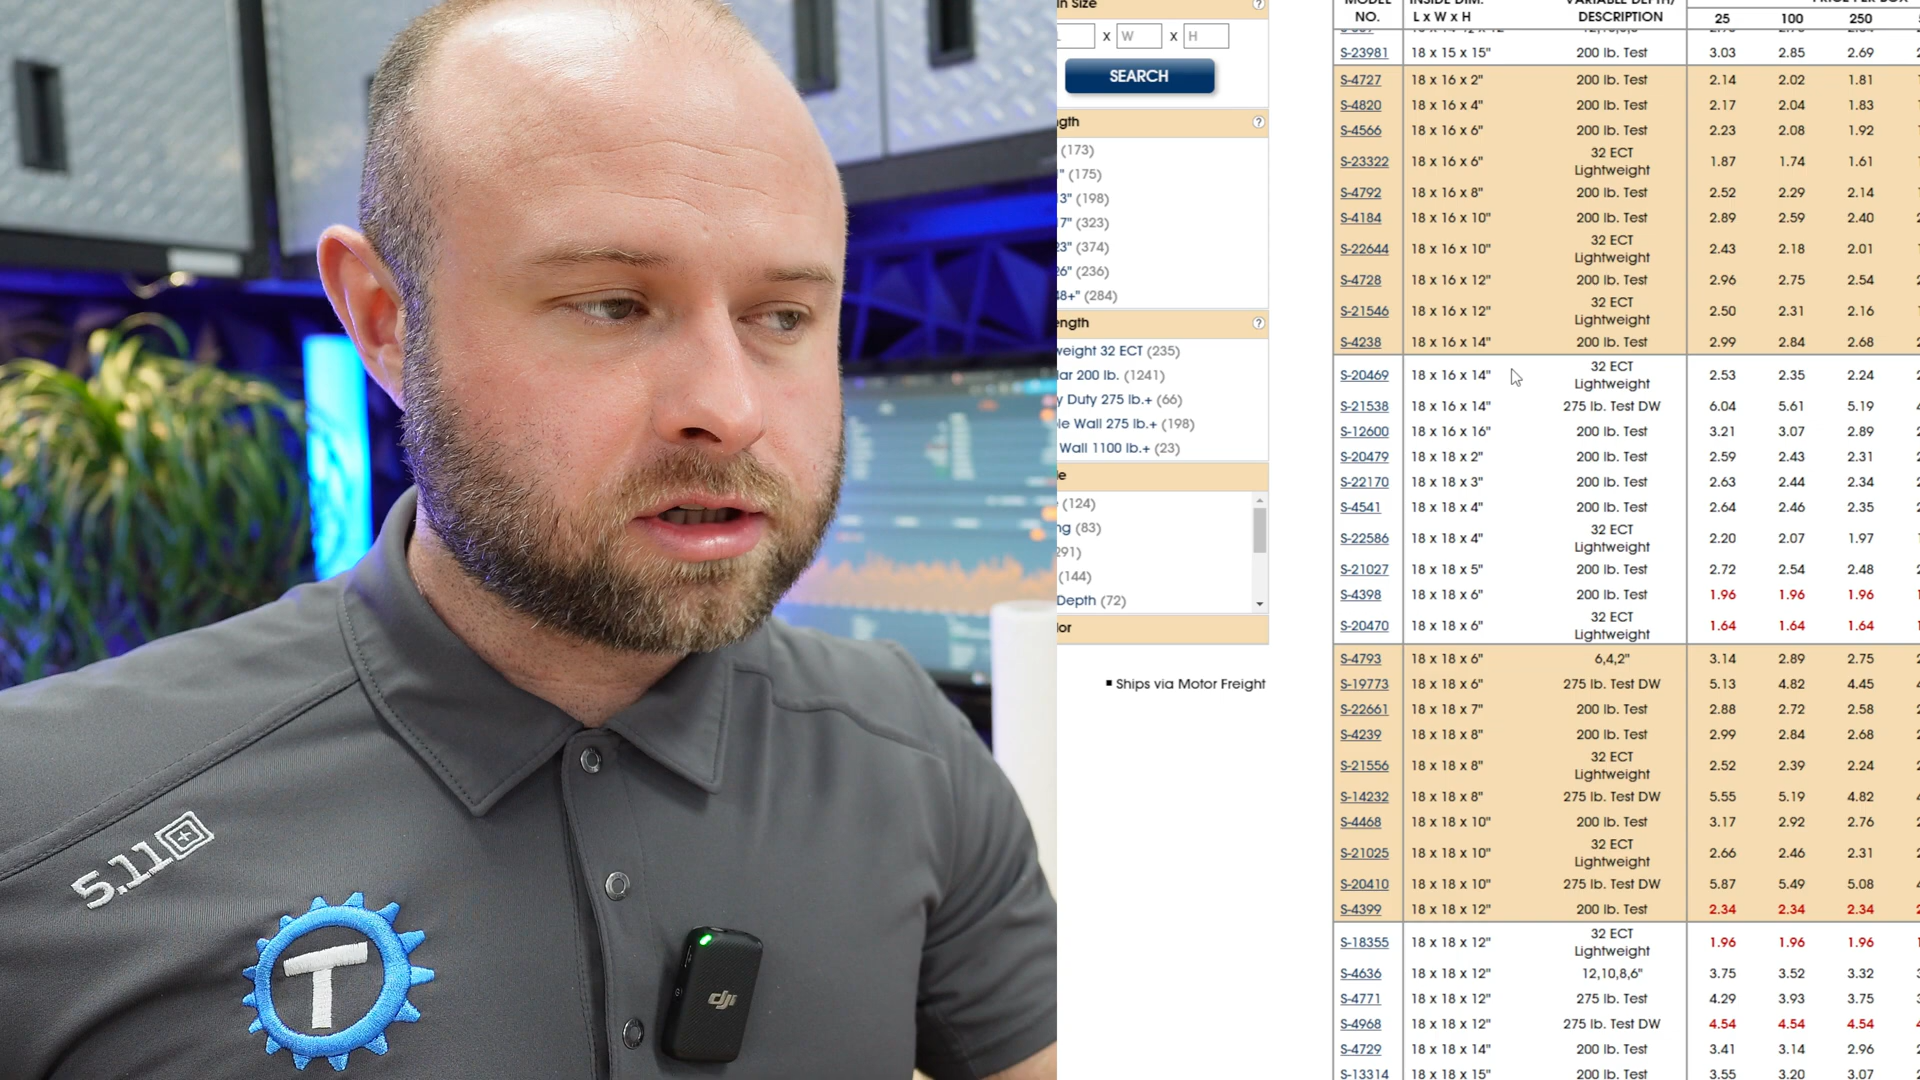 5.11
T
dji
n Size
x W x H
SEARCH
(173)
(175)
(198)
(323)
(374)
(236)
48+" (284)
Lightweight 32 ECT (235)
200 lb. (1241)
Duty 275 lb.+ (66)
Wall 275 lb.+ (198)
Wall 1100 lb.+ (23)
(124)
(83)
(144)
Depth (72)
■ Ships via Motor Freight
MODEL NO. INSIDE DIM. L x W x H VARIABLE DEPTH/ DESCRIPTION PRICE PER BOX
25 100 250
S-23981 18 x 15 x 15" 200 lb. Test 3.03 2.85 2.69
S-4727 18 x 16 x 2" 200 lb. Test 2.14 2.02 1.81
S-4820 18 x 16 x 4" 200 lb. Test 2.17 2.04 1.83
S-4566 18 x 16 x 6" 200 lb. Test 2.23 2.08 1.92
S-23322 18 x 16 x 6" 32 ECT Lightweight 1.87 1.74 1.61
S-4792 18 x 16 x 8" 200 lb. Test 2.52 2.29 2.14
S-4184 18 x 16 x 10" 200 lb. Test 2.89 2.59 2.40
S-22644 18 x 16 x 10" 32 ECT Lightweight 2.43 2.18 2.01
S-4728 18 x 16 x 12" 200 lb. Test 2.96 2.75 2.54
S-21546 18 x 16 x 12" 32 ECT Lightweight 2.50 2.31 2.16
S-4238 18 x 16 x 14" 200 lb. Test 2.99 2.84 2.68
S-20469 18 x 16 x 14" 32 ECT Lightweight 2.53 2.35 2.24
S-21538 18 x 16 x 14" 275 lb. Test DW 6.04 5.61 5.19
S-12600 18 x 16 x 16" 200 lb. Test 3.21 3.07 2.89
S-20479 18 x 18 x 2" 200 lb. Test 2.59 2.43 2.31
S-22170 18 x 18 x 3" 200 lb. Test 2.63 2.44 2.34
S-4541 18 x 18 x 4" 200 lb. Test 2.64 2.46 2.35
S-22586 18 x 18 x 4" 32 ECT Lightweight 2.20 2.07 1.97
S-21027 18 x 18 x 5" 200 lb. Test 2.72 2.54 2.48
S-4398 18 x 18 x 6" 200 lb. Test 1.96 1.96 1.96
S-20470 18 x 18 x 6" 32 ECT Lightweight 1.64 1.64 1.64
S-4793 18 x 18 x 6" 6,4,2" 3.14 2.89 2.75
S-19773 18 x 18 x 6" 275 lb. Test DW 5.13 4.82 4.45
S-22661 18 x 18 x 7" 200 lb. Test 2.88 2.72 2.58
S-4239 18 x 18 x 8" 200 lb. Test 2.99 2.84 2.68
S-21556 18 x 18 x 8" 32 ECT Lightweight 2.52 2.39 2.24
S-14232 18 x 18 x 8" 275 lb. Test DW 5.55 5.19 4.82
S-4468 18 x 18 x 10" 200 lb. Test 3.17 2.92 2.76
S-21025 18 x 18 x 10" 32 ECT Lightweight 2.66 2.46 2.31
S-20410 18 x 18 x 10" 275 lb. Test DW 5.87 5.49 5.08
S-4399 18 x 18 x 12" 200 lb. Test 2.34 2.34 2.34
S-18355 18 x 18 x 12" 32 ECT Lightweight 1.96 1.96 1.96
S-4636 18 x 18 x 12" 12,10,8,6" 3.75 3.52 3.32
S-4771 18 x 18 x 12" 275 lb. Test 4.29 3.93 3.75
S-4968 18 x 18 x 12" 275 lb. Test DW 4.54 4.54 4.54
S-4729 18 x 18 x 14" 200 lb. Test 3.41 3.14 2.96
S-13314 18 x 18 x 15" 200 lb. Test 3.55 3.20 3.07